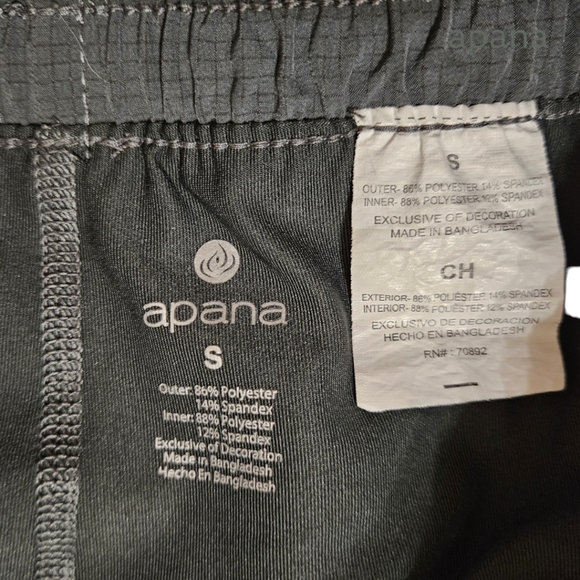 apana
S
OUTER- 86% POLYESTER 14% SPANDEX
INNER- 88% POLYESTER 12% SPANDEX
EXCLUSIVE OF DECORATION
MADE IN BANGLADESH
CH
EXTERIOR- 86% POLIÉSTER 14% SPANDEX
INTERIOR- 88% POLIÉSTER 12% SPANDEX
EXCLUSIVO DE DECORACION
HECHO EN BANGLADESH
RN# : 70892
apana
S
Outer: 86% Polyester
14% Spandex
Inner: 88% Polyester
12% Spandex
Exclusive of Decoration
Made in Bangladesh
Hecho En Bangladesh